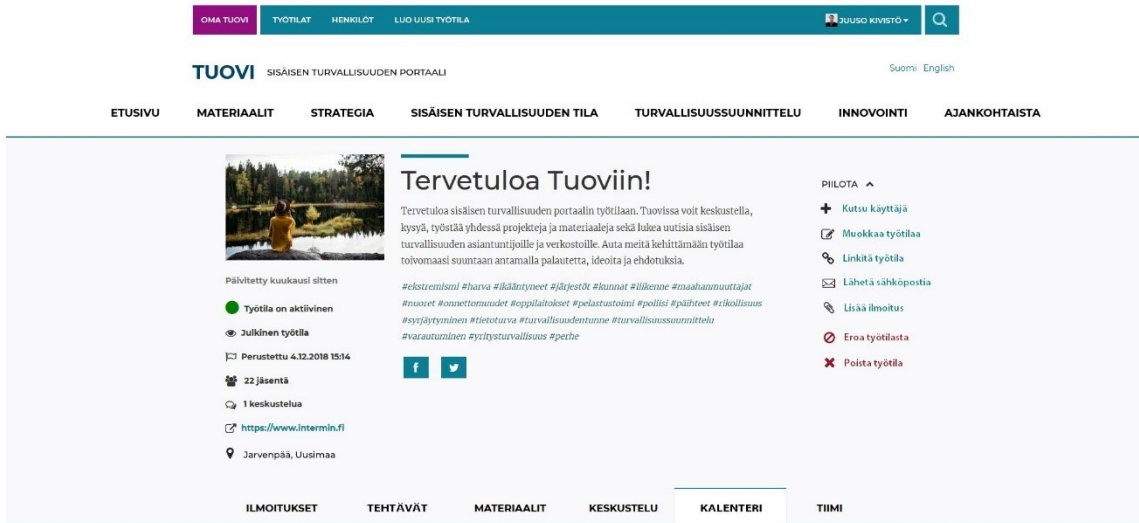 OMA TUOVI TYÖTILAT HENKILÖT LUO UUSI TYÖTILA JUUSO KIVISTÖ
TUOVI SISÄISEN TURVALLISUUDEN PORTAALI
Suomi English
ETUSIVU MATERIAALIT STRATEGIA SISÄISEN TURVALLISUUDEN TILA TURVALLISUUSSUUNNITTELU INNOVOINTI AJANKOHTAISTA
Tervetuloa Tuoviin!
Tervetuloa sisäisen turvallisuuden portaalin työtilaan. Tuovissa voit keskustella,
kysyä, työstää yhdessä projekteja ja materiaaleja sekä lukea uutisia sisäisen
turvallisuuden asiantuntijoille ja verkostoille. Auta meitä kehittämään työtilaa
toivomaasi suuntaan antamalla palautetta, ideoita ja ehdotuksia.
#ekstremismi #harva #ikääntyneet #järjestöt #kunnat #liikenne #maahanmuuttajat
#nuoret #onnettomuudet #oppilaitokset #pelastustoimi #poliisi #päihteet #rikollisuus
#syrjäytyminen #tietoturva #turvallisuudentunne #turvallisuussuunnittelu
#varautuminen #yritysturvallisuus #perhe
f
Päivitetty kuukausi sitten
Työtila on aktiivinen
Julkinen työtila
Perustettu 4.12.2018 15:14
22 jäsentä
1 keskustelua
https://www.intermin.fi
Jarvenpää, Uusimaa
PIILOTA
Kutsu käyttäjä
Muokkaa työtilaa
Linkitä työtila
Lähetä sähköpostia
Lisää ilmoitus
Eroa työtilasta
Poista työtila
ILMOITUKSET TEHTÄVÄT MATERIAALIT KESKUSTELU KALENTERI TIIMI